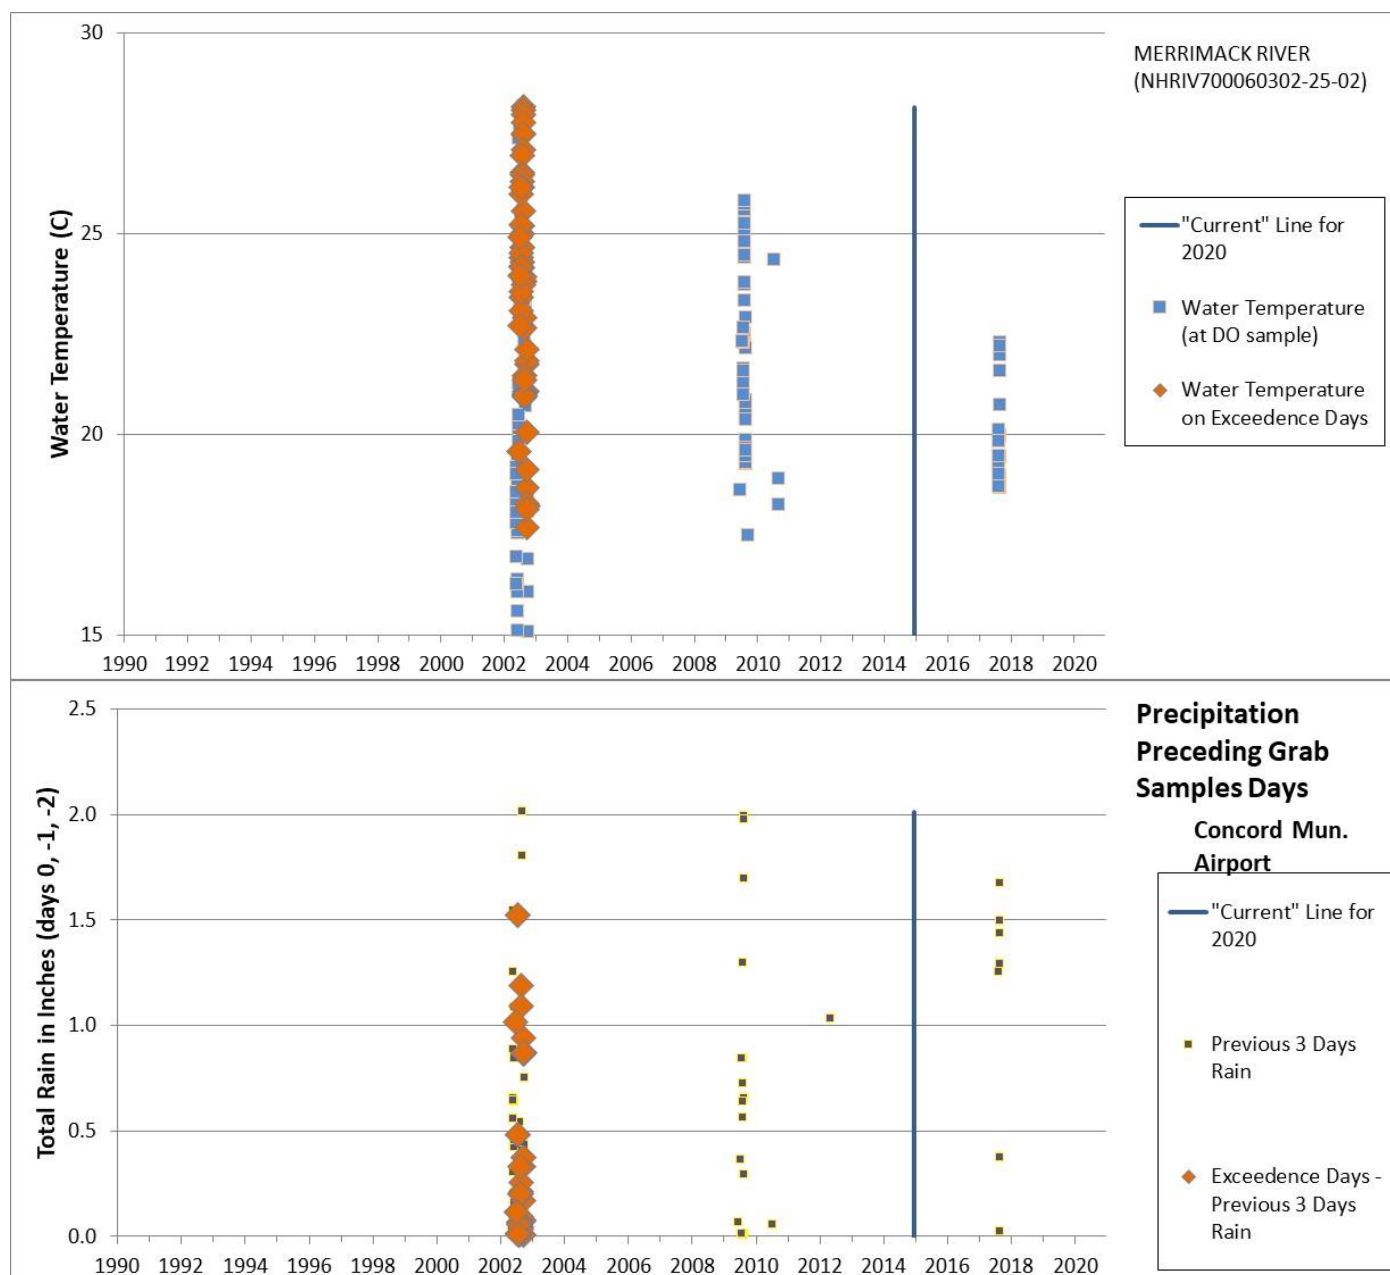 30
25
20
15
Water Temperature (C)
1990 1992 1994 1996 1998 2000 2002 2004 2006 2008 2010 2012 2014 2016 2018 2020
MERRIMACK RIVER
(NHRIV700060302-25-02)
"Current" Line for
2020
Water Temperature
(at DO sample)
Water Temperature
on Exceedence Days
2.5
2.0
1.5
1.0
0.5
0.0
Total Rain in Inches (days 0, -1, -2)
1990 1992 1994 1996 1998 2000 2002 2004 2006 2008 2010 2012 2014 2016 2018 2020
Precipitation
Preceding Grab
Samples Days
Concord Mun.
Airport
"Current" Line for
2020
Previous 3 Days
Rain
Exceedence Days -
Previous 3 Days
Rain